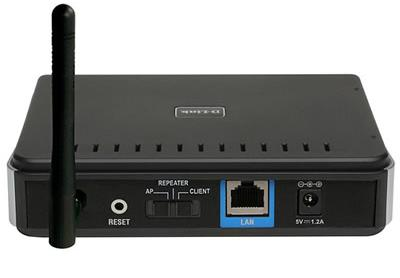 D-Link
REPEATER
AP CLIENT
RESET
LAN
5V 1.2A